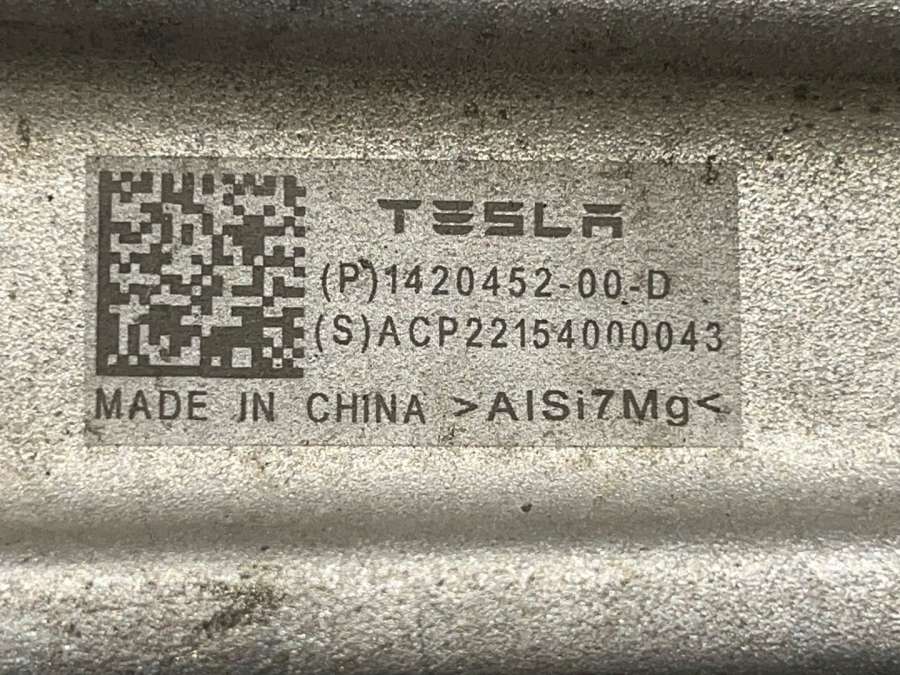 TESLA
(P)1420452-00-D
(S)ACP22154000043
MADE IN CHINA >AlSi7Mg<